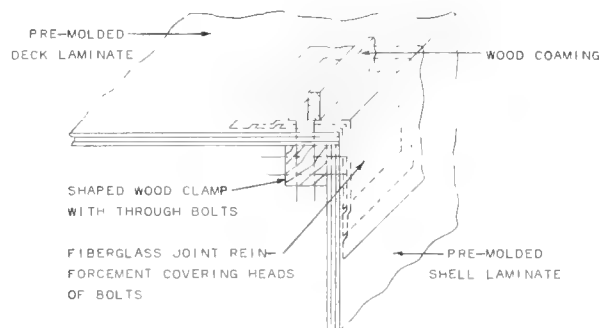 PRE-MOLDED
DECK LAMINATE
WOOD COAMING
SHAPED WOOD CLAMP
WITH THROUGH BOLTS
FIBERGLASS JOINT REIN-
FORCEMENT COVERING HEADS
OF BOLTS
PRE-MOLDED
SHELL LAMINATE